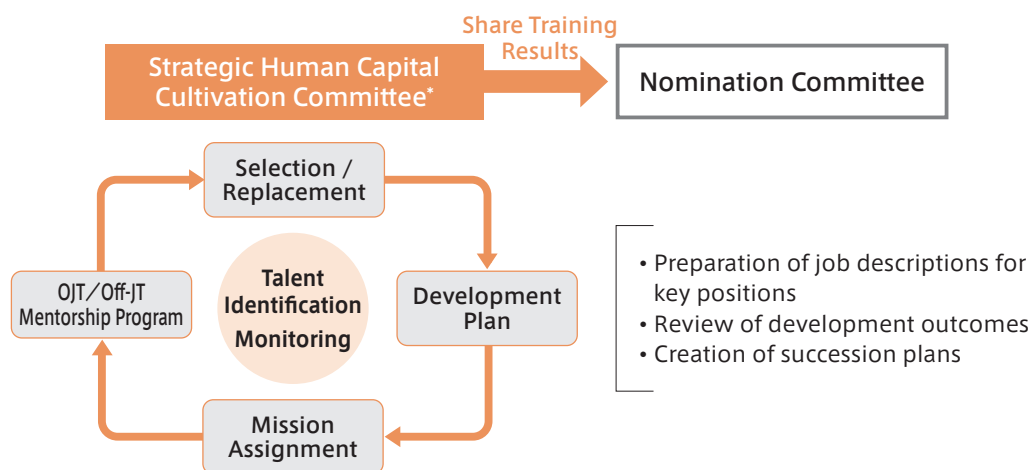 Share Training
Results
Strategic Human Capital
Cultivation Committee*
Nomination Committee
Selection /
Replacement
OJT/Off-JT
Mentorship Program
Talent
Identification
Monitoring
Development
Plan
Mission
Assignment
• Preparation of job descriptions for
key positions
• Review of development outcomes
• Creation of succession plans